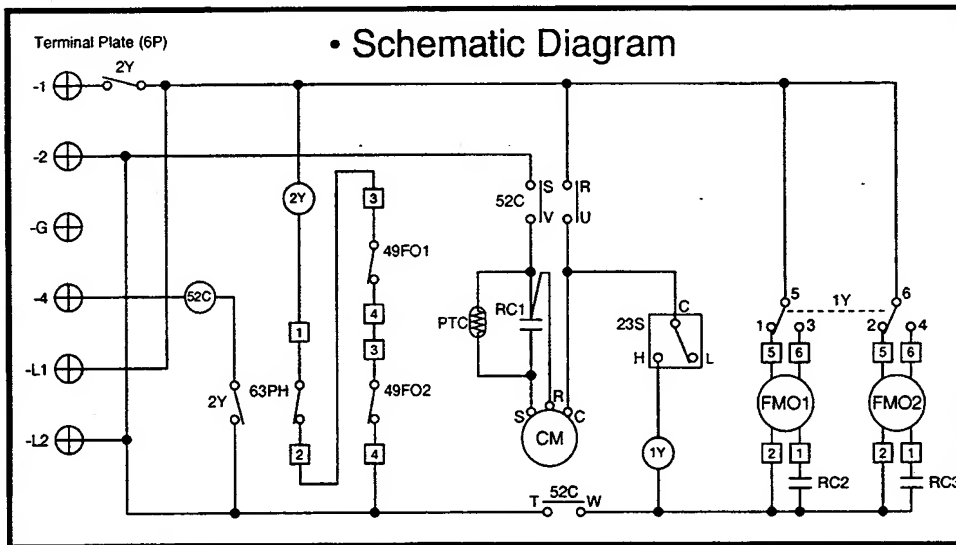 • Schematic Diagram
Terminal Plate (6P)
-1
2Y
-2
-G
-4
-L1
-L2
52C
2Y
2Y
1
63PH
2
3
49FO1
4
3
49FO2
4
52C
S
V
R
U
PTC
RC1
S
R
C
CM
23S
C
H
L
1Y
T
52C
W
5
1Y
6
1
3
2
4
5
6
5
6
FMO1
FMO2
2
1
2
1
RC2
RC3